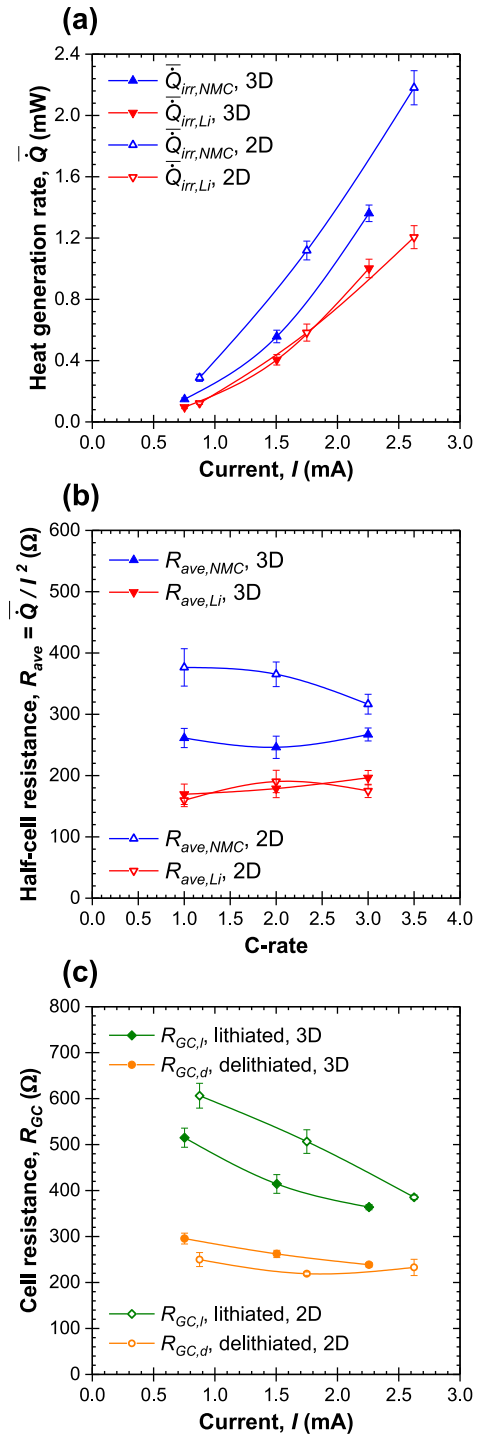 (a)
2.4
2.0
1.6
1.2
0.8
0.4
0.0
Heat generation rate, Q̇̅ (mW)
Q̇̅irr,NMC, 3D
Q̇̅irr,Li, 3D
Q̇̅irr,NMC, 2D
Q̇̅irr,Li, 2D
0.0 0.5 1.0 1.5 2.0 2.5 3.0
Current, I (mA)
(b)
600
500
400
300
200
100
0
Half-cell resistance, Rave = Q̇̅ / I ² (Ω)
Rave,NMC, 3D
Rave,Li, 3D
Rave,NMC, 2D
Rave,Li, 2D
0.0 0.5 1.0 1.5 2.0 2.5 3.0 3.5 4.0
C-rate
(c)
800
700
600
500
400
300
200
100
0
Cell resistance, RGC (Ω)
RGC,l, lithiated, 3D
RGC,d, delithiated, 3D
RGC,l, lithiated, 2D
RGC,d, delithiated, 2D
0.0 0.5 1.0 1.5 2.0 2.5 3.0
Current, I (mA)